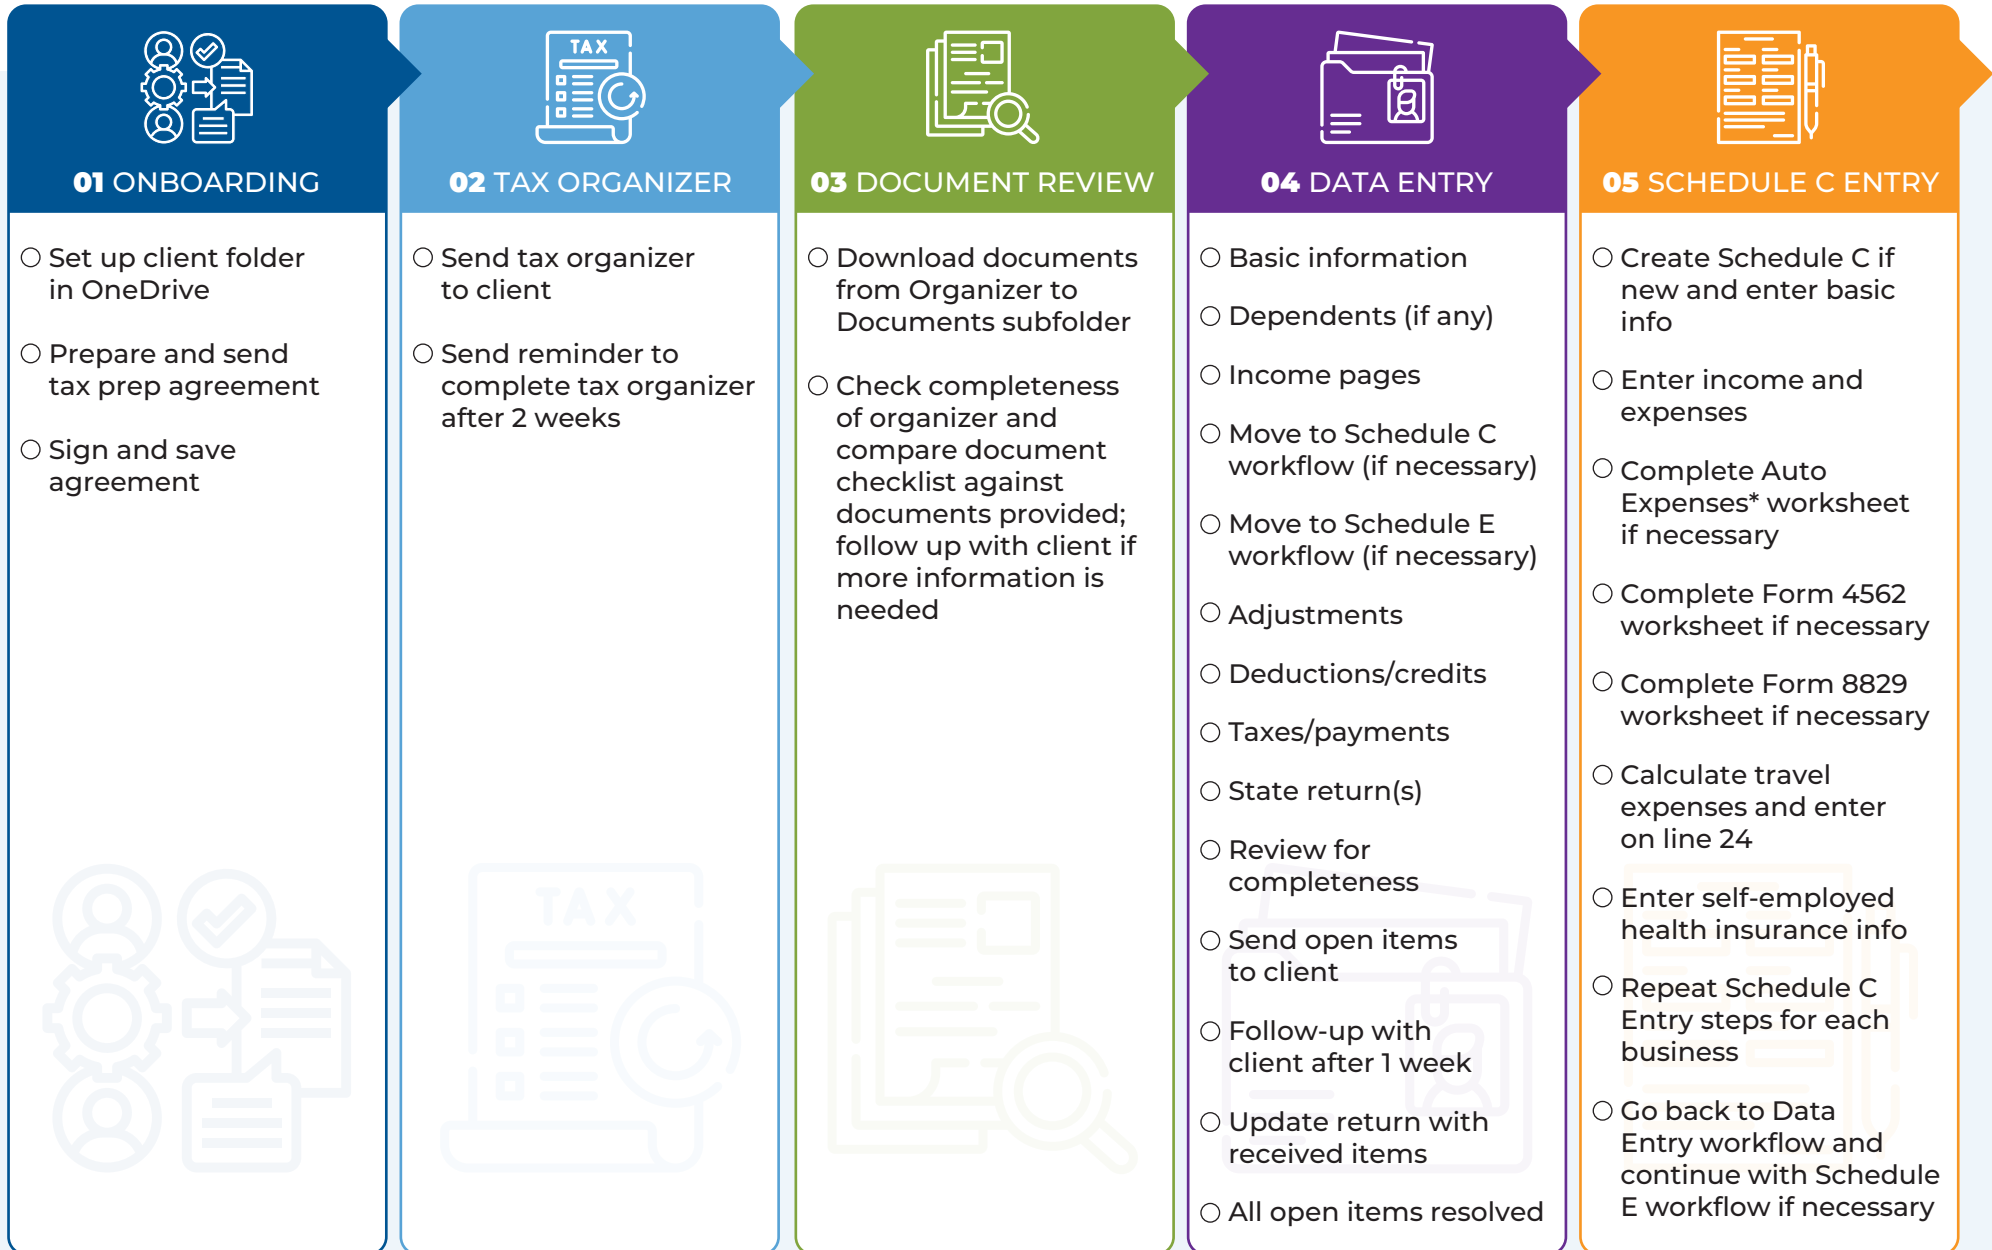 TAX
01 ONBOARDING
Set up client folder
in OneDrive
Prepare and send
tax prep agreement
Sign and save
agreement
02 TAX ORGANIZER
Send tax organizer
to client
Send reminder to
complete tax organizer
after 2 weeks
TAX
03 DOCUMENT REVIEW
Download documents
from Organizer to
Documents subfolder
Check completeness
of organizer and
compare document
checklist against
documents provided;
follow up with client if
more information is
needed
04 DATA ENTRY
Basic information
Dependents (if any)
Income pages
Move to Schedule C
workflow (if necessary)
Move to Schedule E
workflow (if necessary)
Adjustments
Deductions/credits
Taxes/payments
State return(s)
Review for
completeness
Send open items
to client
Follow-up with
client after 1 week
Update return with
received items
All open items resolved
05 SCHEDULE C ENTRY
Create Schedule C if
new and enter basic
info
Enter income and
expenses
Complete Auto
Expenses* worksheet
if necessary
Complete Form 4562
worksheet if necessary
Complete Form 8829
worksheet if necessary
Calculate travel
expenses and enter
on line 24
Enter self-employed
health insurance info
Repeat Schedule C
Entry steps for each
business
Go back to Data
Entry workflow and
continue with Schedule
E workflow if necessary